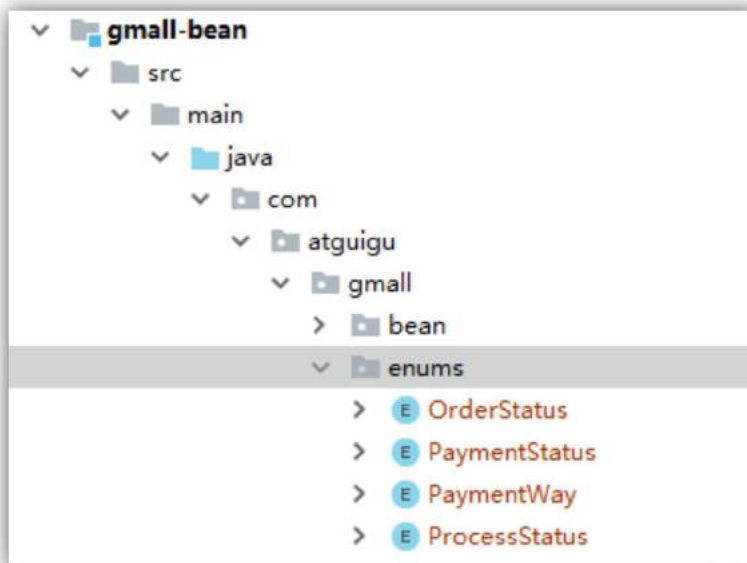 gmall-bean
src
main
java
com
atguigu
gmall
bean
enums
E OrderStatus
E PaymentStatus
E PaymentWay
E ProcessStatus